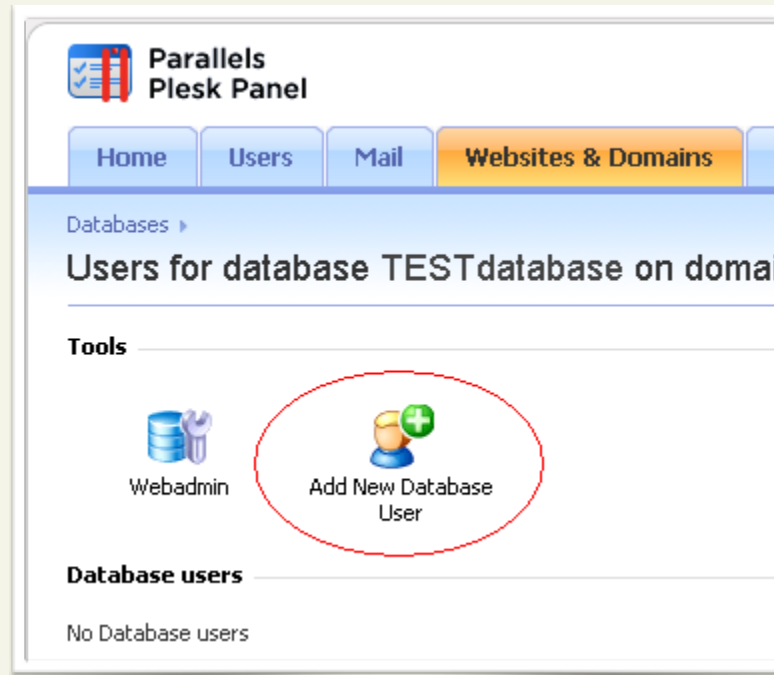 Parallels
Plesk Panel
Home Users Mail Websites & Domains
Databases
Users for database TESTdatabase on domai
Tools
Webadmin
Add New Database
User
Database users
No Database users